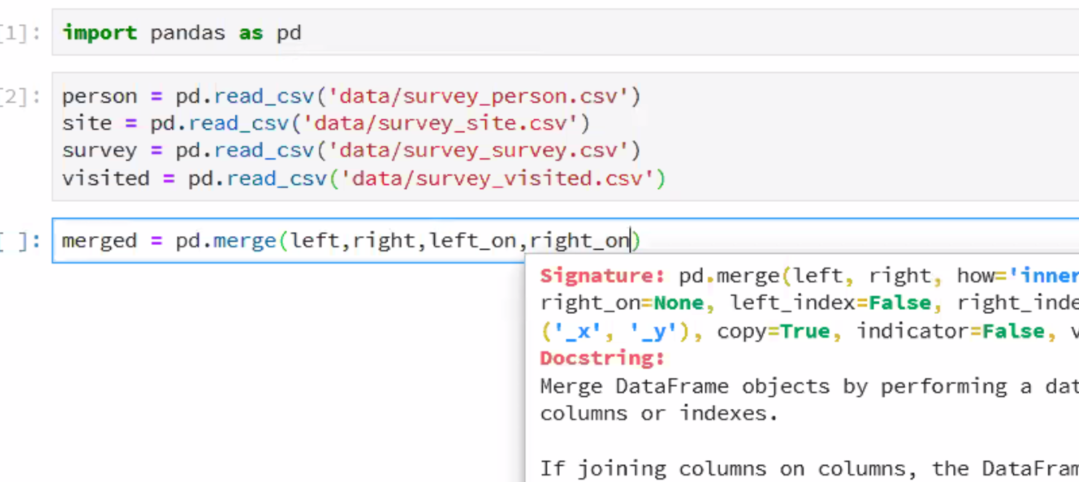 [1]: import pandas as pd
[2]: person = pd.read_csv('data/survey_person.csv')
site = pd.read_csv('data/survey_site.csv')
survey = pd.read_csv('data/survey_survey.csv')
visited = pd.read_csv('data/survey_visited.csv')
[ ]: merged = pd.merge(left,right,left_on,right_on)
Signature: pd.merge(left, right, how='inner
right_on=None, left_index=False, right_inde
('_x', '_y'), copy=True, indicator=False, v
Docstring:
Merge DataFrame objects by performing a dat
columns or indexes.
If joining columns on columns, the DataFram